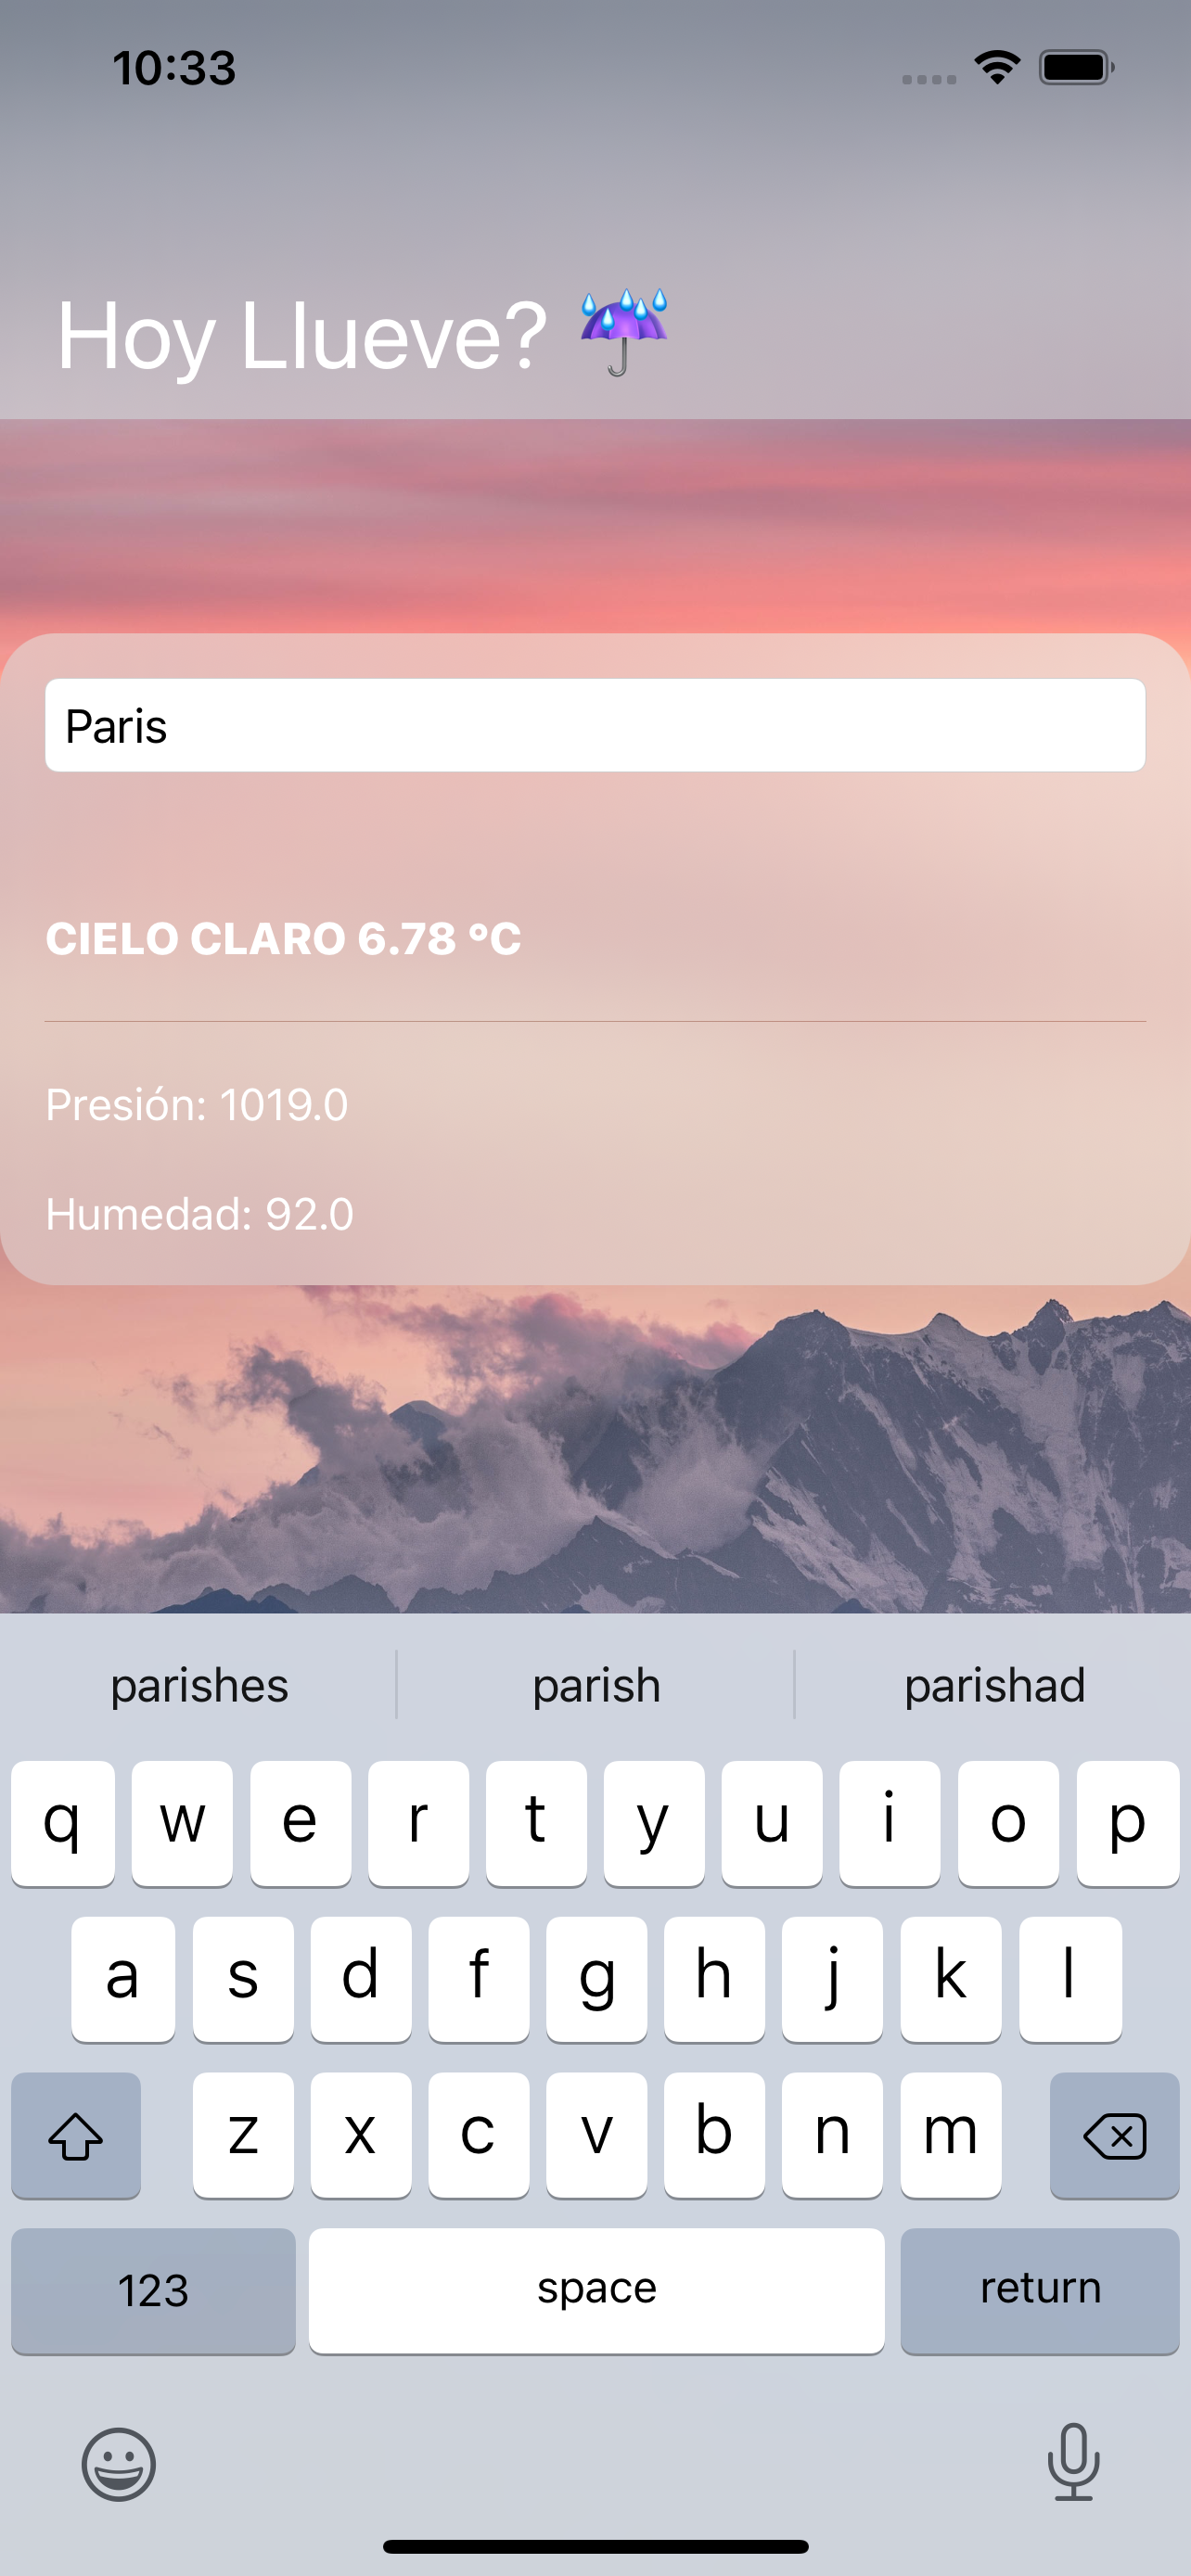 10:33
Hoy Llueve? ☔
Paris
CIELO CLARO 6.78 ºC
Presión: 1019.0
Humedad: 92.0
parishes parish parishad
q w e r t y u i o p
a s d f g h j k l
z x c v b n m
123 space return